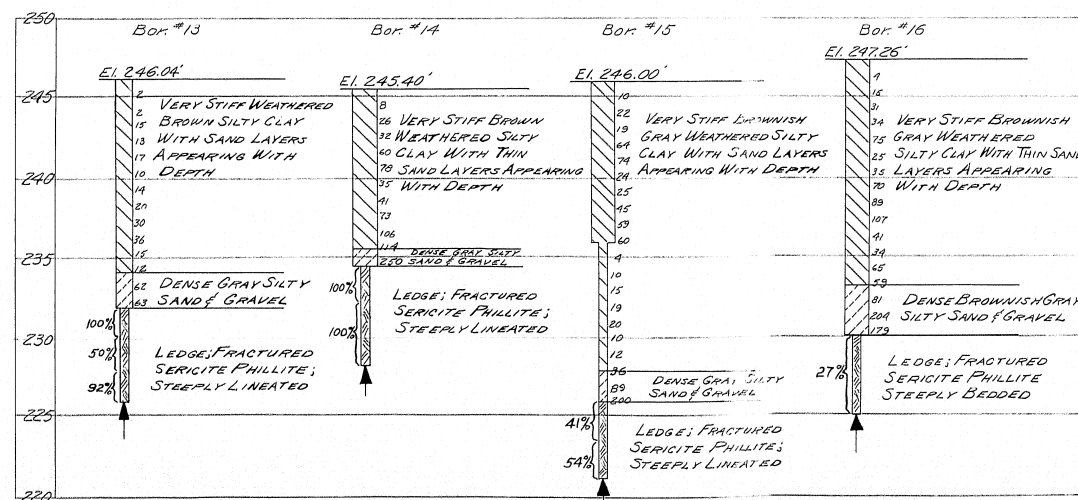 250
245
240
235
230
225
220
Bor. #13
El. 246.04'
2
2
15
13
17
10
14
20
30
36
15
12
62
63
VERY STIFF WEATHERED
BROWN SILTY CLAY
WITH SAND LAYERS
APPEARING WITH
DEPTH
DENSE GRAY SILTY
SAND & GRAVEL
100%
50%
92%
LEDGE; FRACTURED
SERICITE PHILLITE;
STEEPLY LINEATED
Bor. #14
El. 245.40'
8
26
32
60
78
35
41
73
106
114
250
VERY STIFF BROWN
WEATHERED SILTY
CLAY WITH THIN
SAND LAYERS APPEARING
WITH DEPTH
DENSE GRAY SILTY
SAND & GRAVEL
100%
100%
LEDGE; FRACTURED
SERICITE PHILLITE;
STEEPLY LINEATED
Bor. #15
El. 246.00'
10
22
19
64
74
24
25
45
59
60
4
10
15
19
20
10
12
36
89
200
VERY STIFF BROWNISH
GRAY WEATHERED SILTY
CLAY WITH SAND LAYERS
APPEARING WITH DEPTH
DENSE GRAY SILTY
SAND & GRAVEL
41%
54%
LEDGE; FRACTURED
SERICITE PHILLITE;
STEEPLY LINEATED
Bor. #16
El. 247.26'
4
15
31
34
75
25
35
70
89
107
41
34
65
59
81
204
179
VERY STIFF BROWNISH
GRAY WEATHERED
SILTY CLAY WITH THIN SAND
LAYERS APPEARING
WITH DEPTH
DENSE BROWNISH GRAY
SILTY SAND & GRAVEL
27%
LEDGE; FRACTURED
SERICITE PHILLITE
STEEPLY BEDDED